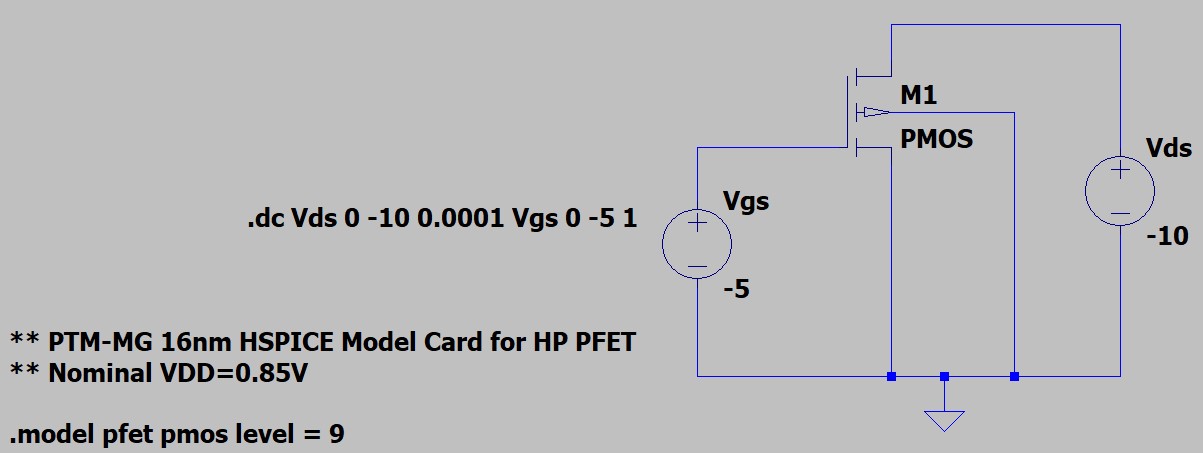 M1
PMOS
Vds
-10
Vgs
-5
.dc Vds 0 -10 0.0001 Vgs 0 -5 1
** PTM-MG 16nm HSPICE Model Card for HP PFET
** Nominal VDD=0.85V
.model pfet pmos level = 9